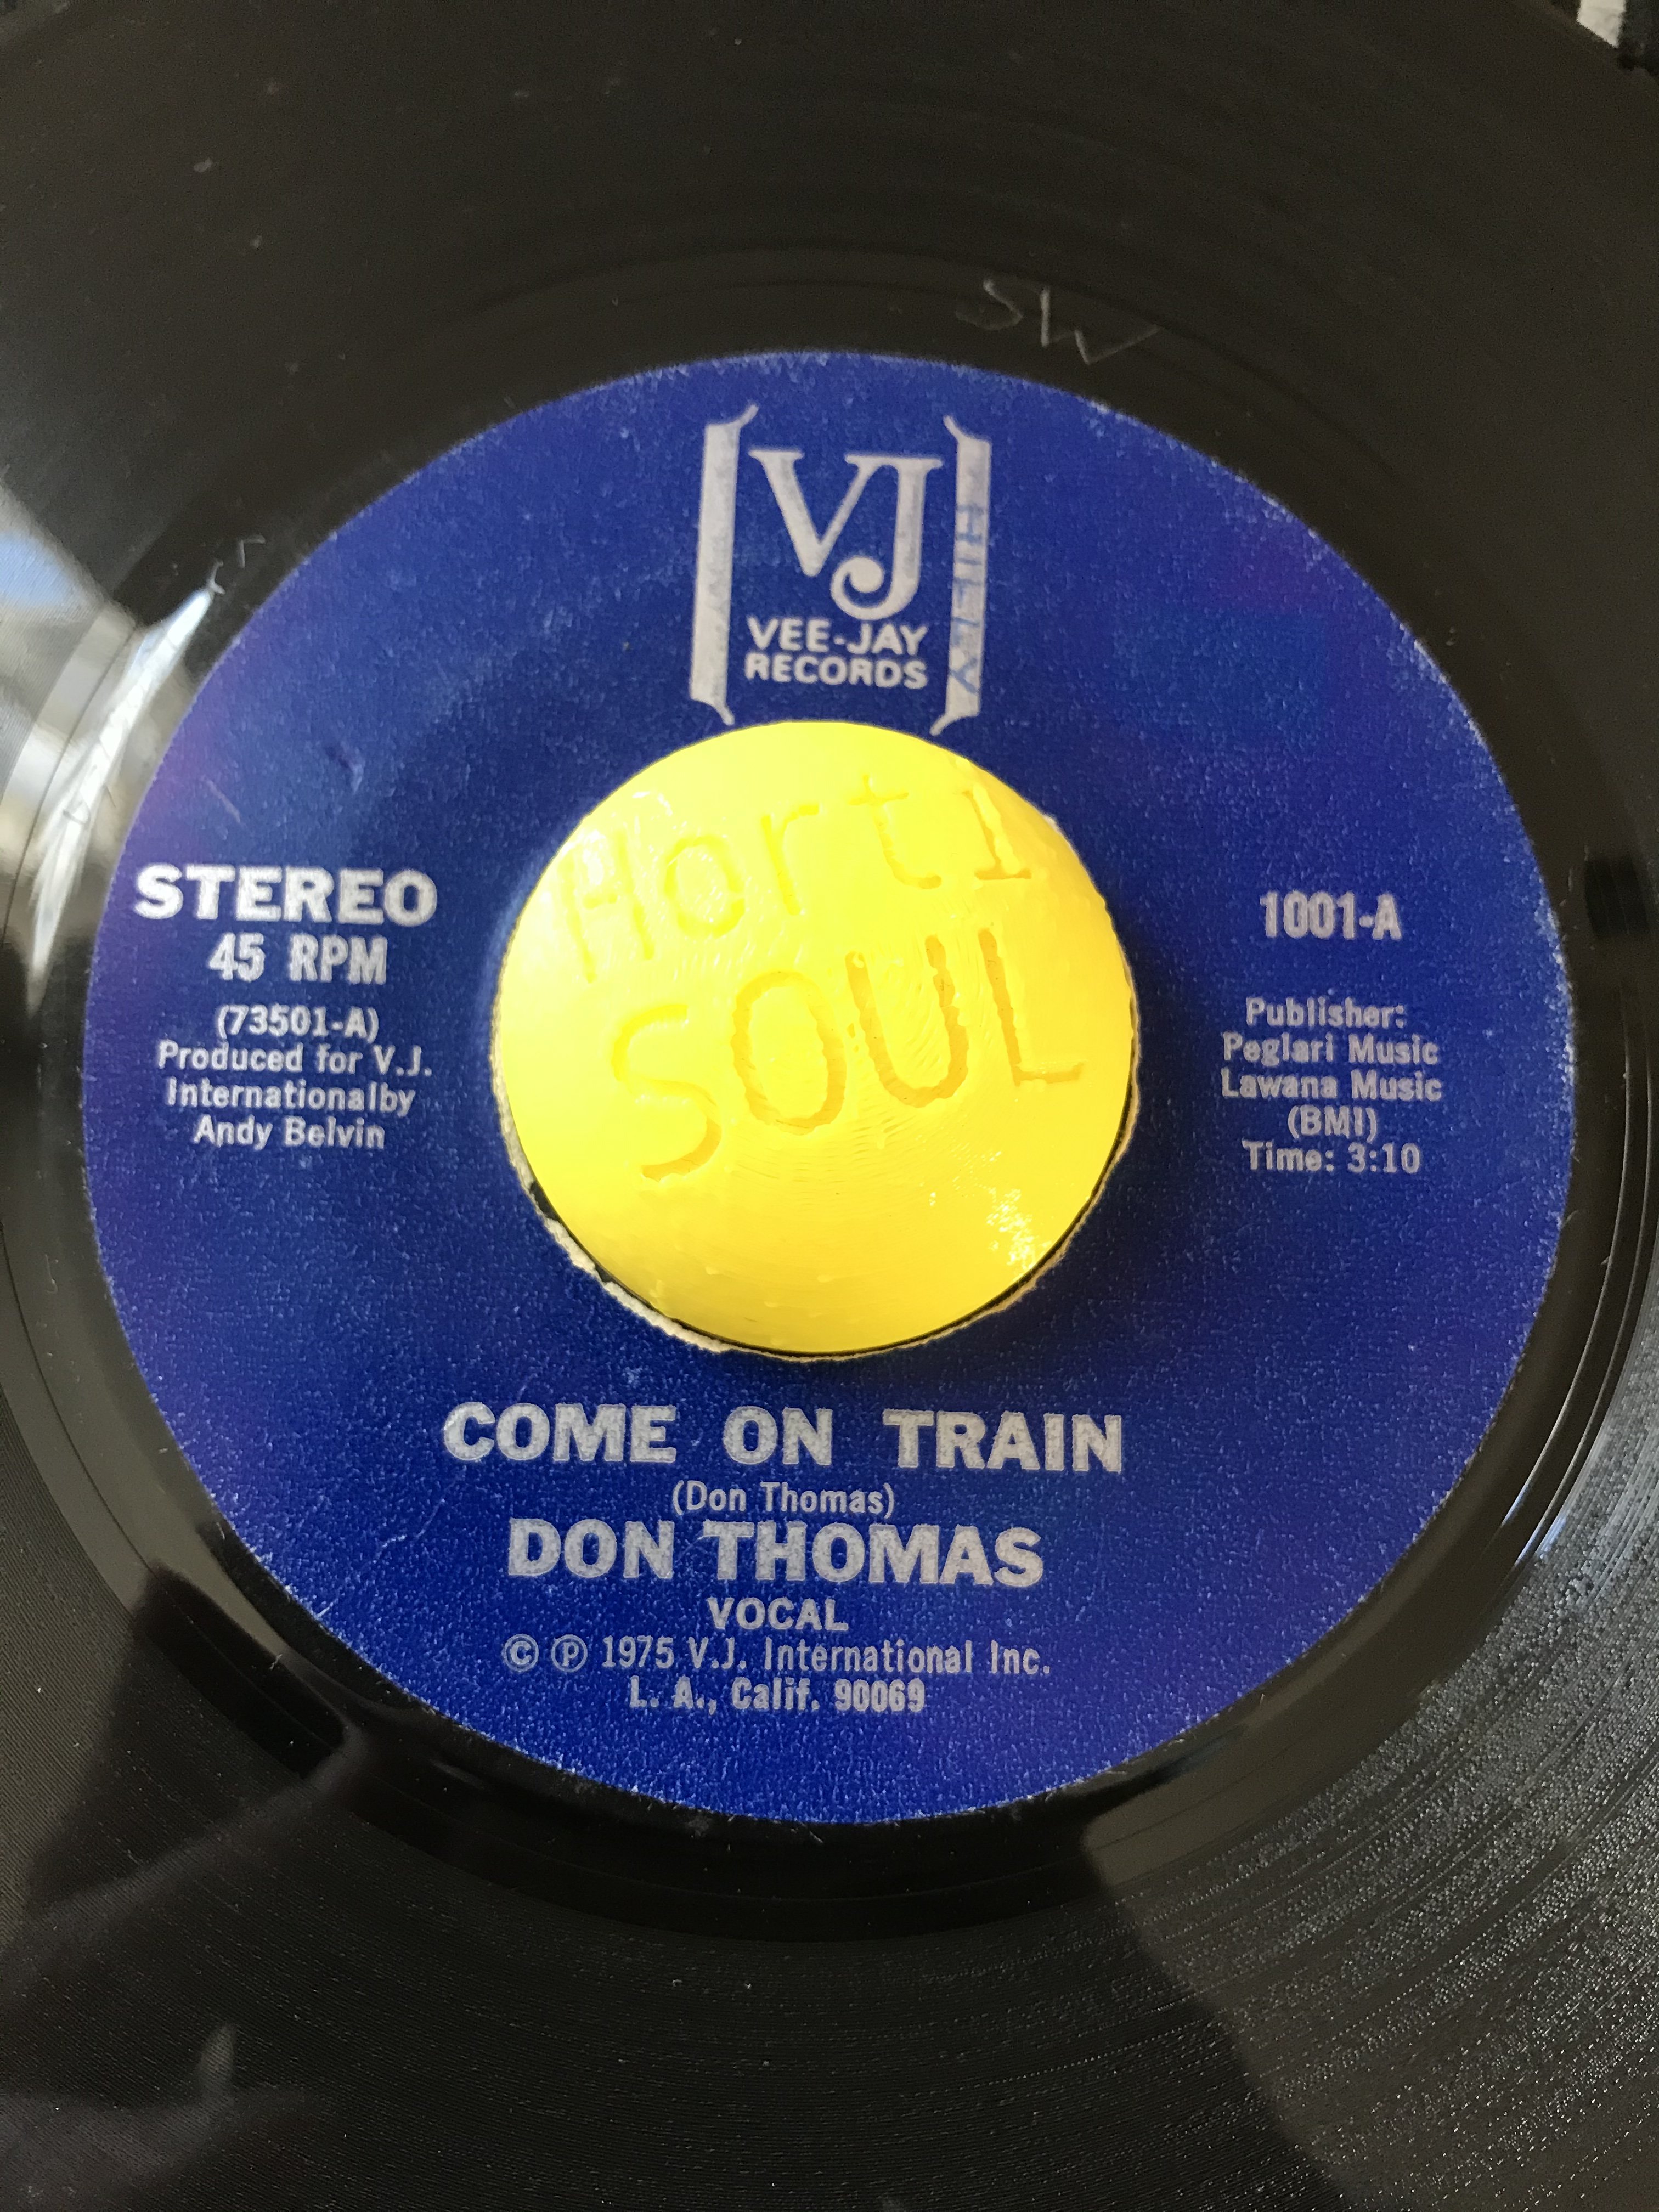 SW
VJ
VEE-JAY
RECORDS
Horti
SOUL
STEREO
45 RPM
(73501-A)
Produced for V.J.
Internationalby
Andy Belvin
1001-A
Publisher:
Peglari Music
Lawana Music
(BMI)
Time: 3:10
COME ON TRAIN
(Don Thomas)
DON THOMAS
VOCAL
© ℗ 1975 V.J. International Inc.
L. A., Calif. 90069